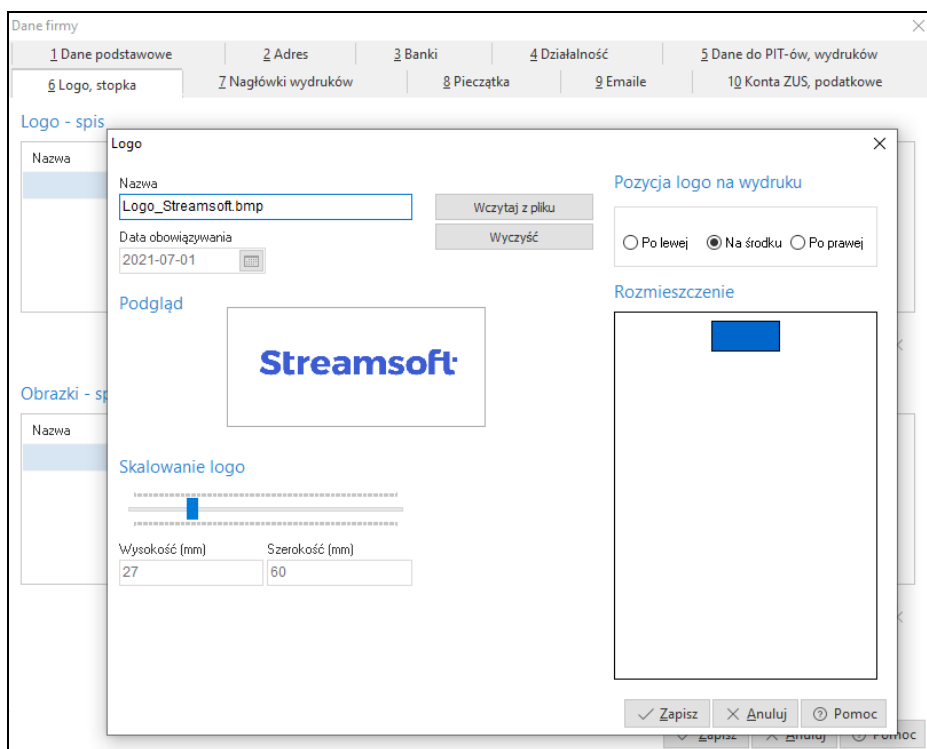 Dane firmy
1 Dane podstawowe 2 Adres 3 Banki 4 Działalność 5 Dane do PIT-ów, wydruków
6 Logo, stopka 7 Nagłówki wydruków 8 Pieczątka 9 Emaile 10 Konta ZUS, podatkowe
Logo - spis
Nazwa
Logo
Nazwa
Logo_Streamsoft.bmp
Wczytaj z pliku
Data obowiązywania
Wyczyść
2021-07-01
Pozycja logo na wydruku
Po lewej Na środku Po prawej
Podgląd
Streamsoft
Rozmieszczenie
Obrazki - sp
Nazwa
Skalowanie logo
Wysokość (mm) Szerokość (mm)
27 60
Zapisz Anuluj Pomoc
Zapisz Anuluj Pomoc